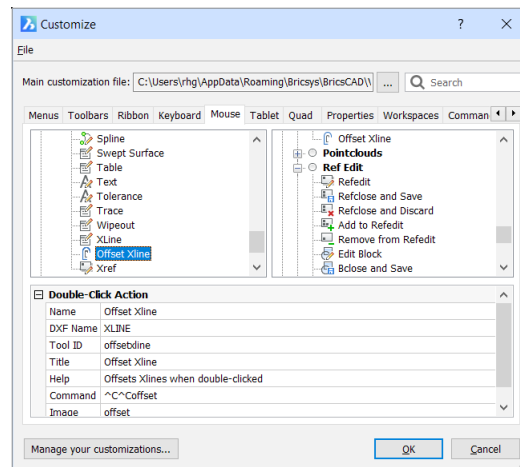 Customize
File
Main customization file: C:\Users\rhg\AppData\Roaming\Bricsys\BricsCAD\V ... Search
Menus Toolbars Ribbon Keyboard Mouse Tablet Quad Properties Workspaces Comman
Spline
Swept Surface
Table
Text
Tolerance
Trace
Wipeout
XLine
Offset Xline
Xref
Offset Xline
Pointclouds
Ref Edit
Refedit
Refclose and Save
Refclose and Discard
Add to Refedit
Remove from Refedit
Edit Block
Bclose and Save
Double-Click Action
Name Offset Xline
DXF Name XLINE
Tool ID offsetxline
Title Offset Xline
Help Offsets Xlines when double-clicked
Command ^C^Coffset
Image offset
Manage your customizations... OK Cancel